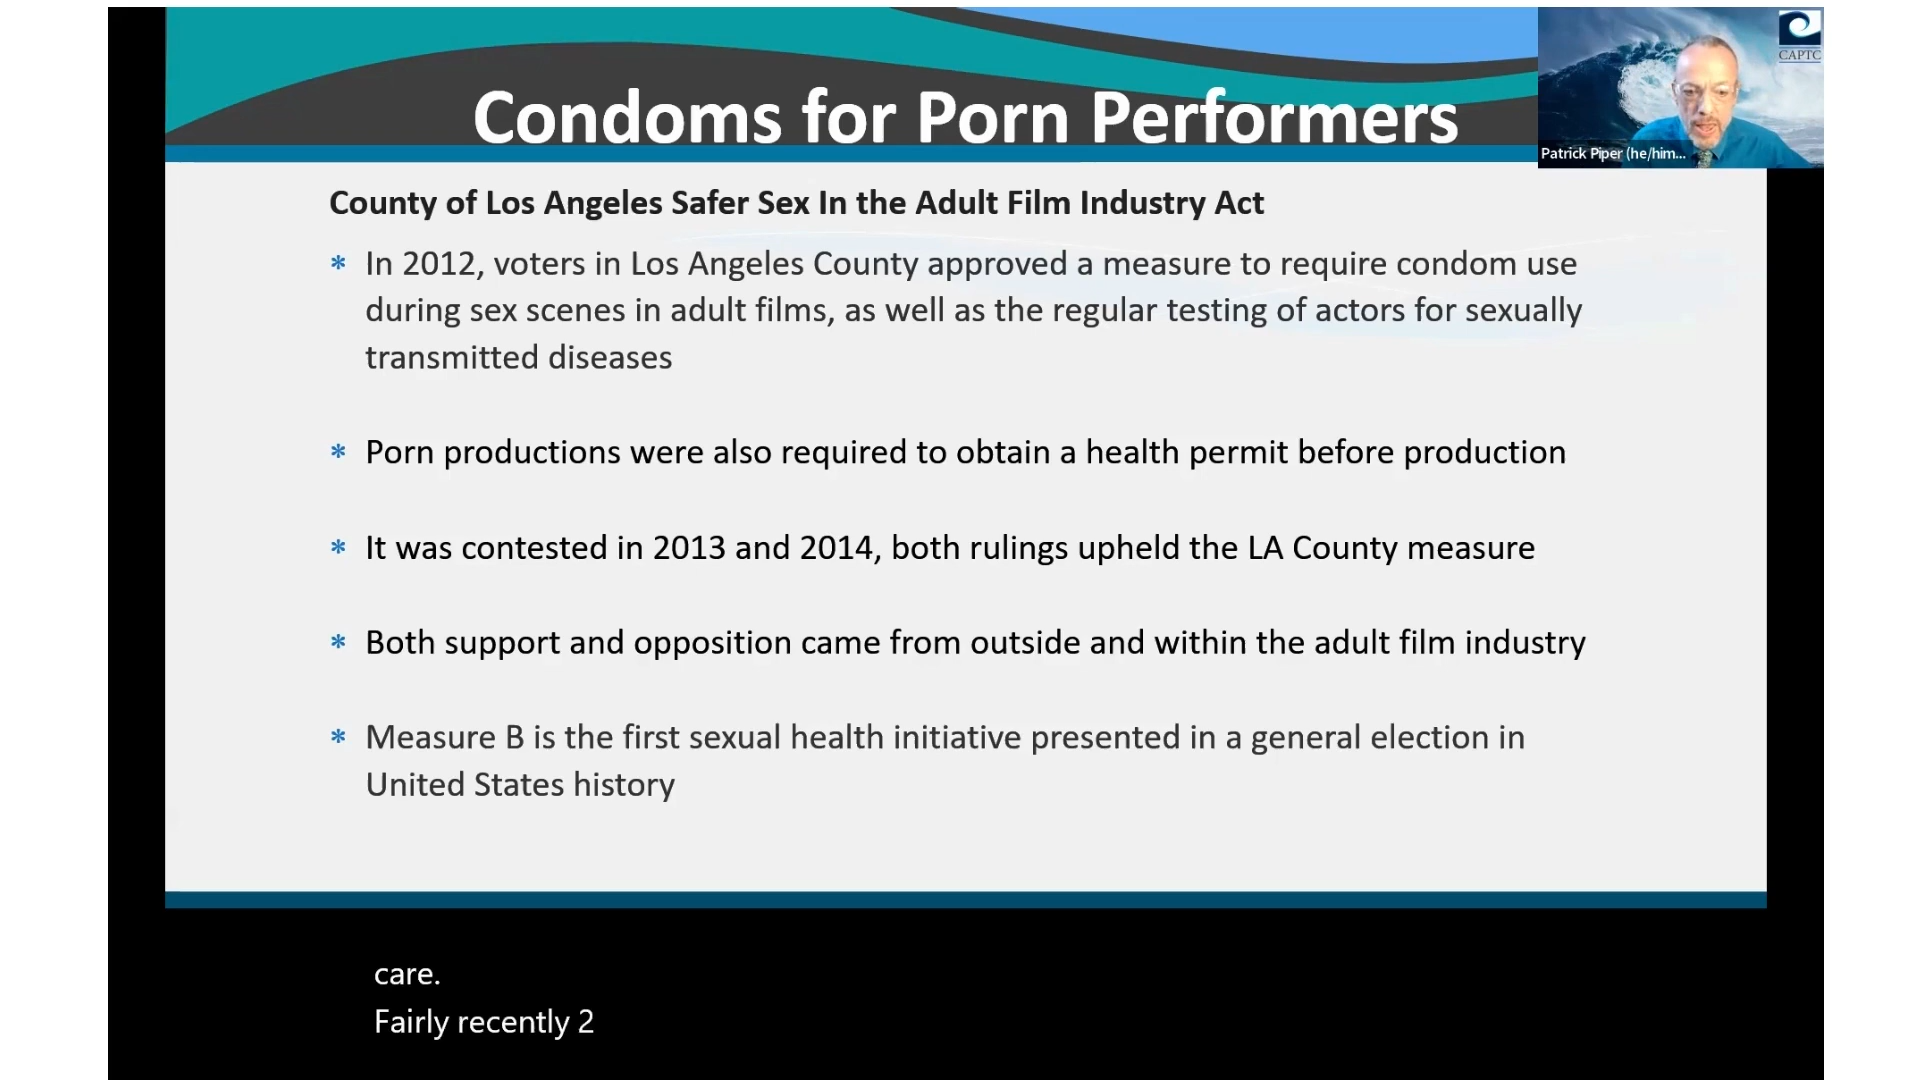 Condoms for Porn Performers
CAPTC
Patrick Piper (he/him...
County of Los Angeles Safer Sex In the Adult Film Industry Act
* In 2012, voters in Los Angeles County approved a measure to require condom use
during sex scenes in adult films, as well as the regular testing of actors for sexually
transmitted diseases
* Porn productions were also required to obtain a health permit before production
* It was contested in 2013 and 2014, both rulings upheld the LA County measure
* Both support and opposition came from outside and within the adult film industry
* Measure B is the first sexual health initiative presented in a general election in
United States history
care.
Fairly recently 2